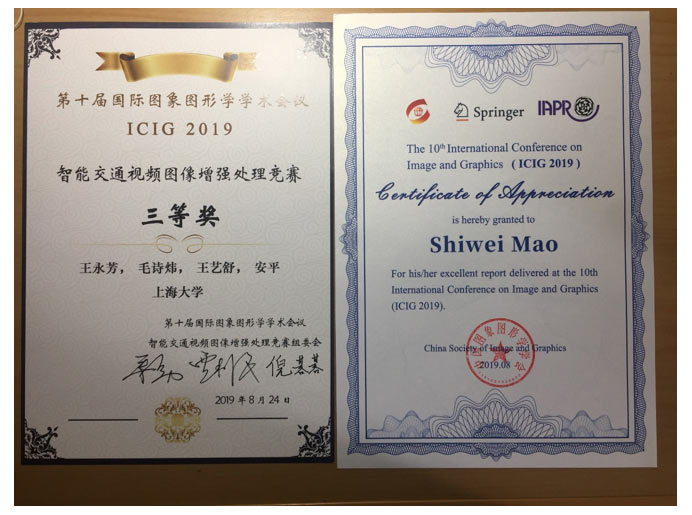 第十届国际图象图形学学术会议
ICIG 2019
智能交通视频图像增强处理竞赛
三等奖
王永芳， 毛诗炜， 王艺舒， 安平
上海大学
第十届国际图象图形学学术会议
智能交通视频图像增强处理竞赛组委会
2019 年 8 月 24 日
Springer IAPR
The 10th International Conference on
Image and Graphics （ICIG 2019）
Certificate of Appreciation
is hereby granted to
Shiwei Mao
For his/her excellent report delivered at the 10th
International Conference on Image and Graphics
(ICIG 2019).
China Society of Image and Graphics
2019.08